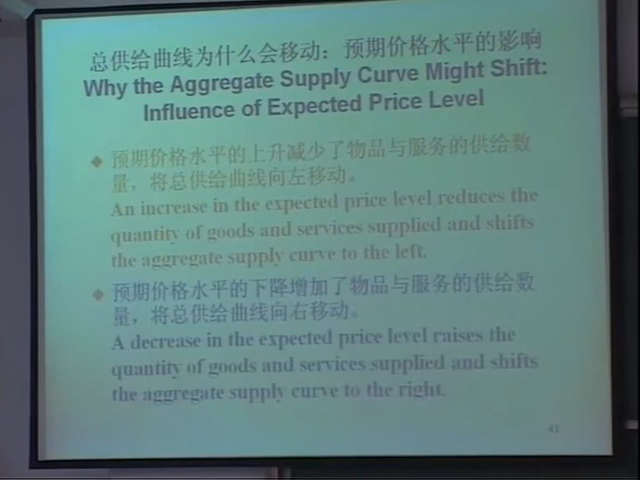 总供给曲线为什么会移动：预期价格水平的影响
Why the Aggregate Supply Curve Might Shift:
Influence of Expected Price Level
◆ 预期价格水平的上升减少了物品与服务的供给数
量，将总供给曲线向左移动。
An increase in the expected price level reduces the
quantity of goods and services supplied and shifts
the aggregate supply curve to the left.
◆ 预期价格水平的下降增加了物品与服务的供给数
量，将总供给曲线向右移动。
A decrease in the expected price level raises the
quantity of goods and services supplied and shifts
the aggregate supply curve to the right.